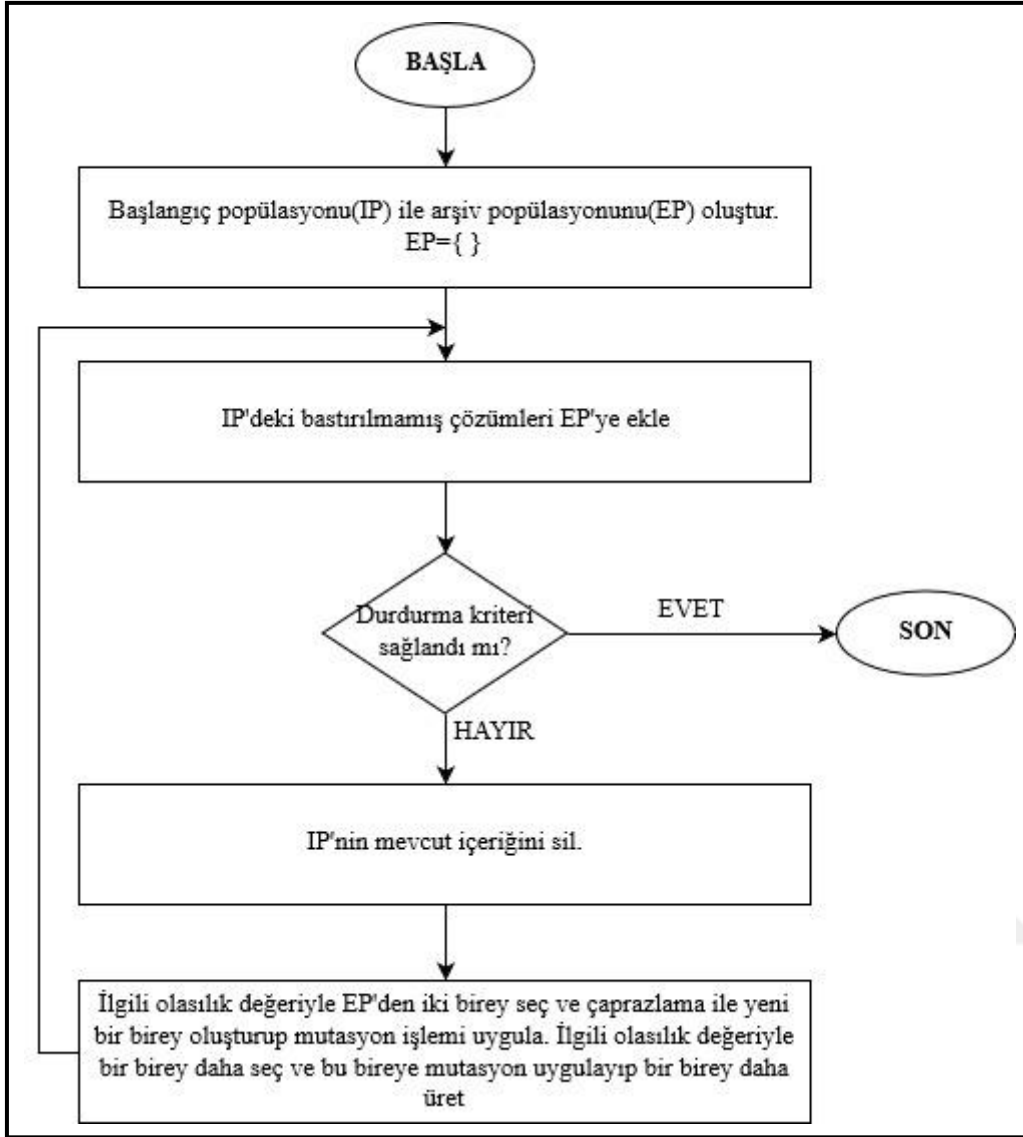 BAŞLA
Başlangıç popülasyonu(IP) ile arşiv popülasyonunu(EP) oluştur.
EP={ }
IP'deki bastırılmamış çözümleri EP'ye ekle
Durdurma kriteri
sağlandı mı?
EVET
SON
HAYIR
IP'nin mevcut içeriğini sil.
İlgili olasılık değeriyle EP'den iki birey seç ve çaprazlama ile yeni
bir birey oluşturup mutasyon işlemi uygula. İlgili olasılık değeriyle
bir birey daha seç ve bu bireye mutasyon uygulayıp bir birey daha
üret